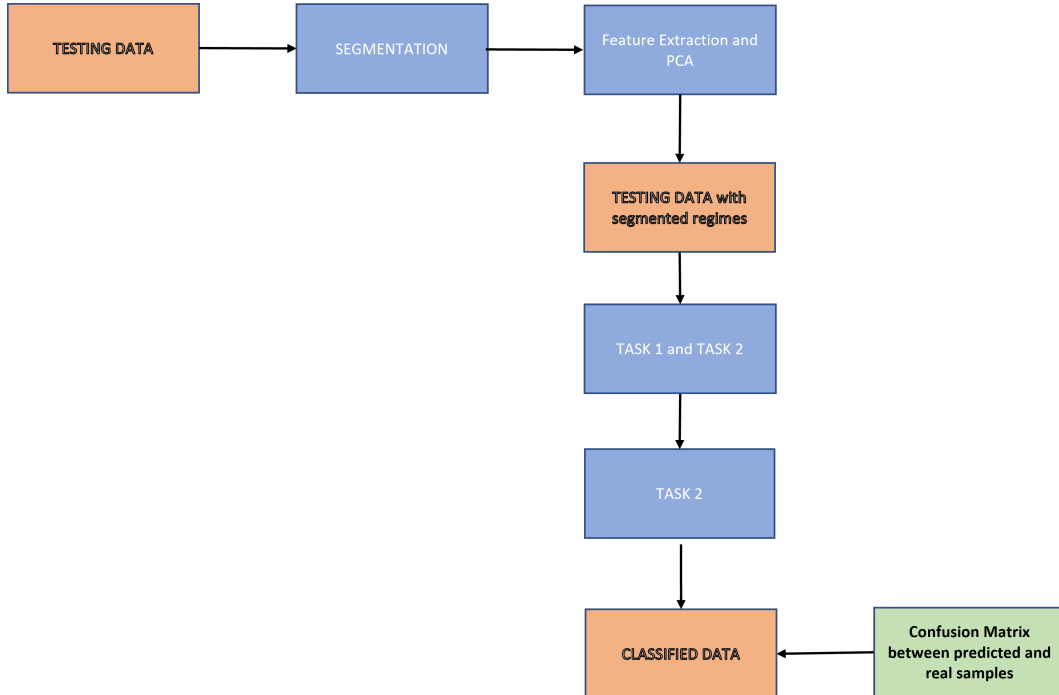 TESTING DATA
SEGMENTATION
Feature Extraction and
PCA
TESTING DATA with
segmented regimes
TASK 1 and TASK 2
TASK 2
CLASSIFIED DATA
Confusion Matrix
between predicted and
real samples